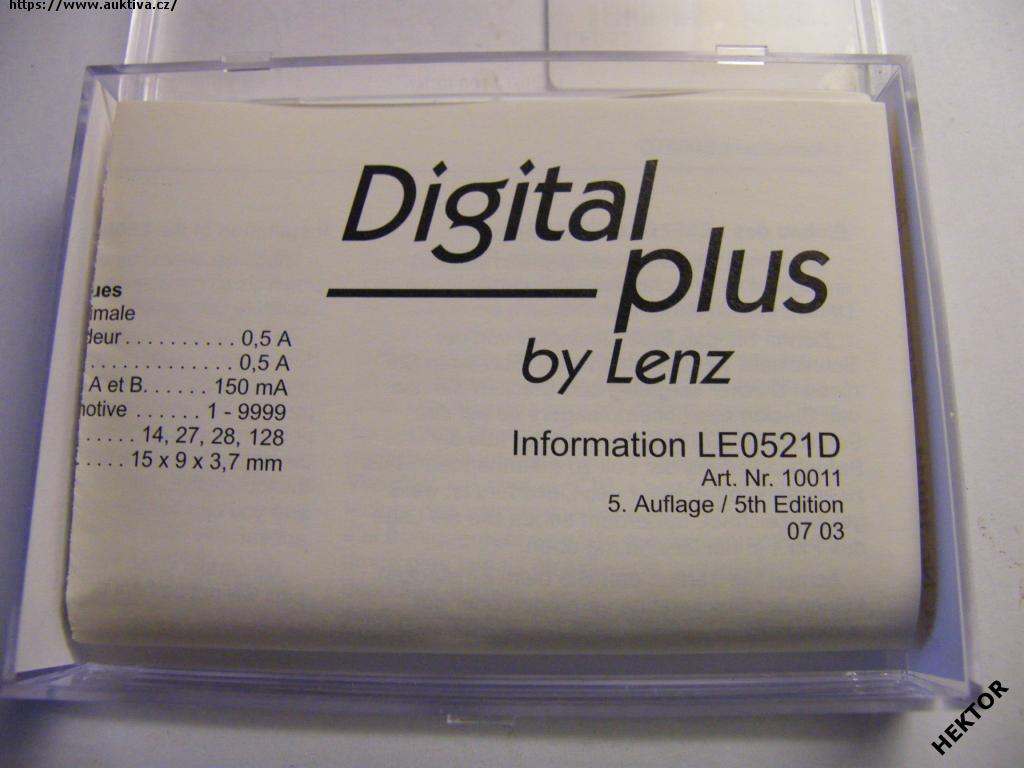 https://www.auktiva.cz/
Digital
plus
by Lenz
Information LE0521D
Art. Nr. 10011
5. Auflage / 5th Edition
07 03
ues
imale
deur . . . . . . . . . . 0,5 A
. . . . . . . . . . . . . . 0,5 A
A et B. . . . . . 150 mA
motive . . . . . . 1 - 9999
. . . . . 14, 27, 28, 128
. . . . . 15 x 9 x 3,7 mm
HEKTOR